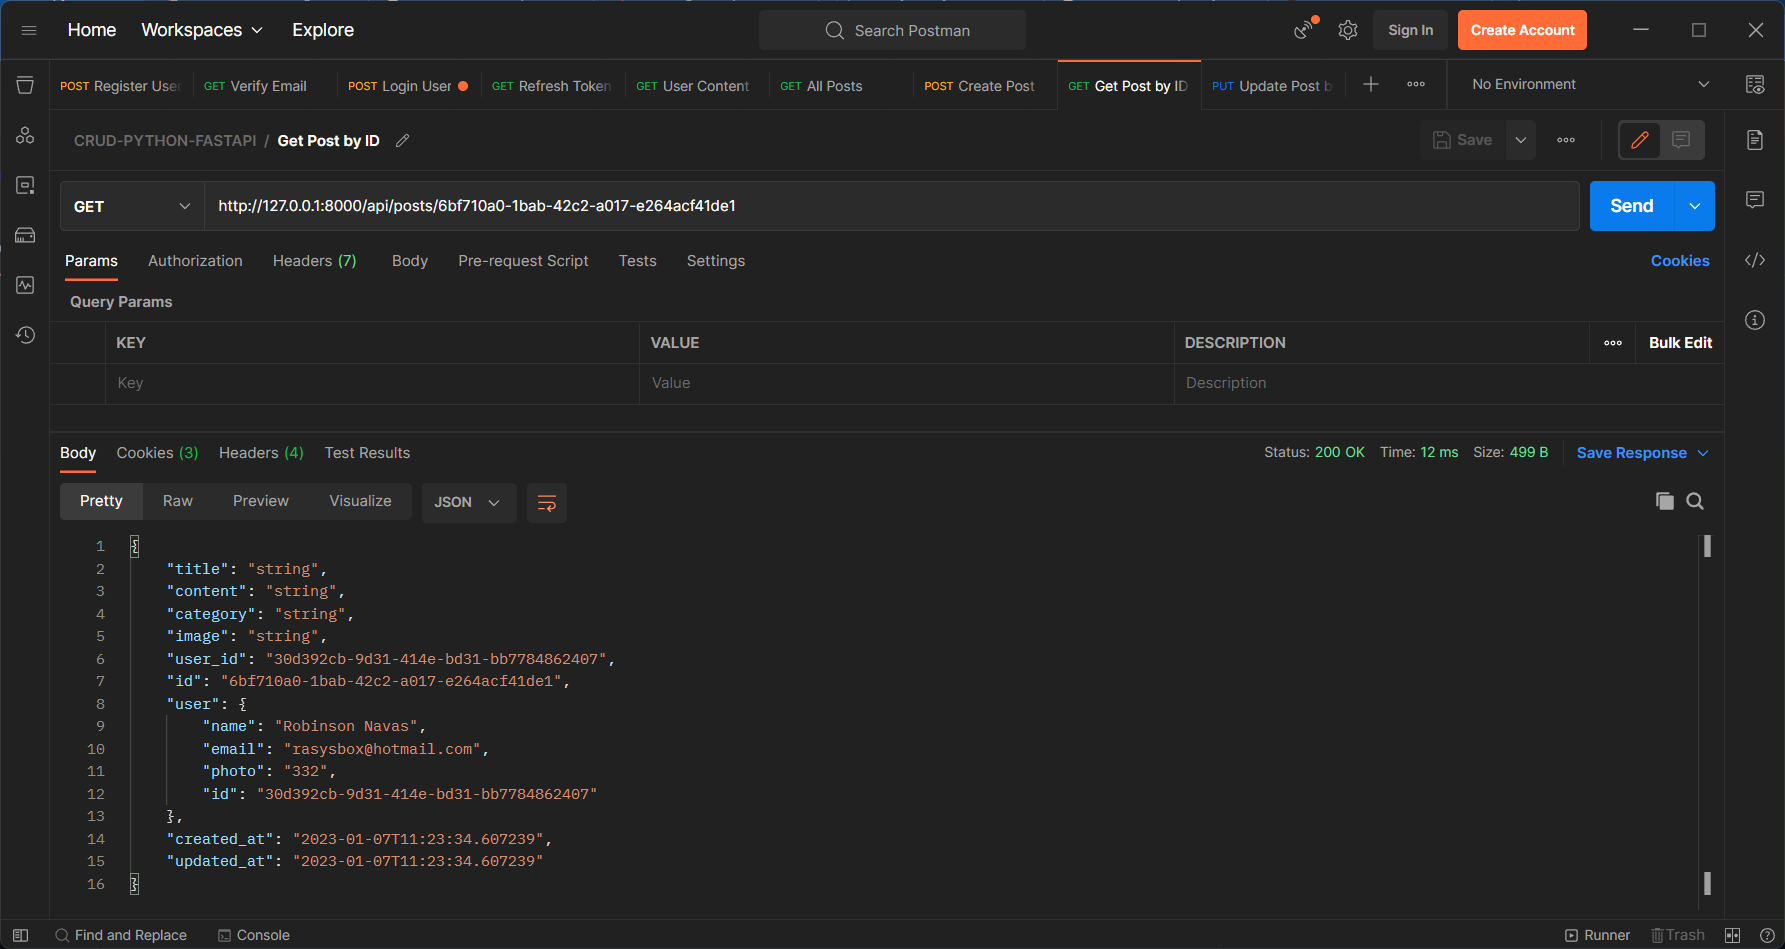 Home Workspaces Explore Search Postman Sign In Create Account
POST Register User GET Verify Email POST Login User GET Refresh Token GET User Content GET All Posts POST Create Post GET Get Post by ID PUT Update Post b No Environment
CRUD-PYTHON-FASTAPI / Get Post by ID Save
GET http://127.0.0.1:8000/api/posts/6bf710a0-1bab-42c2-a017-e264acf41de1 Send
Params Authorization Headers (7) Body Pre-request Script Tests Settings Cookies
Query Params
KEY VALUE DESCRIPTION Bulk Edit
Key Value Description
Body Cookies (3) Headers (4) Test Results Status: 200 OK Time: 12 ms Size: 499 B Save Response
Pretty Raw Preview Visualize JSON
1 {
2 "title": "string",
3 "content": "string",
4 "category": "string",
5 "image": "string",
6 "user_id": "30d392cb-9d31-414e-bd31-bb7784862407",
7 "id": "6bf710a0-1bab-42c2-a017-e264acf41de1",
8 "user": {
9 "name": "Robinson Navas",
10 "email": "rasysbox@hotmail.com",
11 "photo": "332",
12 "id": "30d392cb-9d31-414e-bd31-bb7784862407"
13 },
14 "created_at": "2023-01-07T11:23:34.607239",
15 "updated_at": "2023-01-07T11:23:34.607239"
16 }
Find and Replace Console Runner Trash